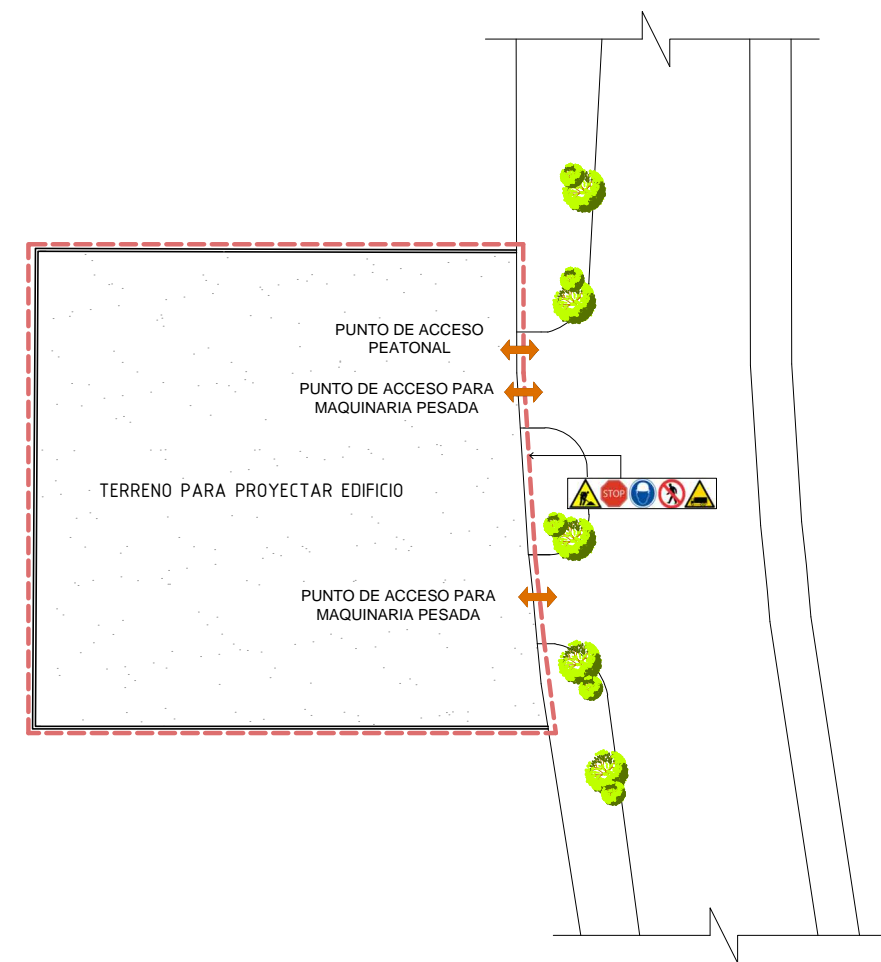 PUNTO DE ACCESO
PEATONAL
PUNTO DE ACCESO PARA
MAQUINARIA PESADA
TERRENO PARA PROYECTAR EDIFICIO
STOP
PUNTO DE ACCESO PARA
MAQUINARIA PESADA